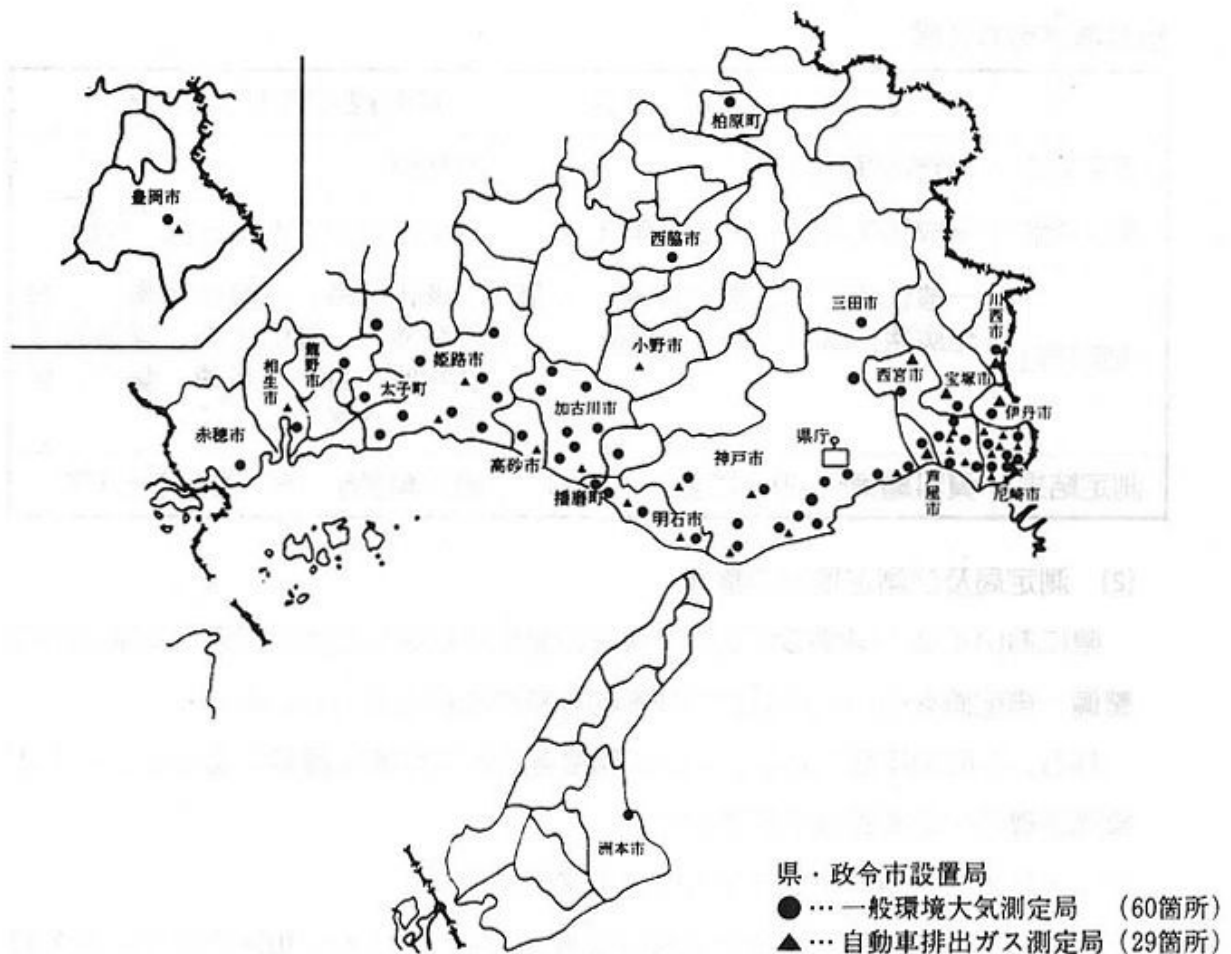 柏原町
豊岡市
西脇市
三田市
川西市
小野市
姫路市
龍野市
相生市
太子町
西宮市
宝塚市
伊丹市
加古川市
赤穂市
県庁
神戸市
高砂市
芦屋市
尼崎市
播磨町
明石市
洲本市
県・政令市設置局
●…一般環境大気測定局 (60箇所)
▲…自動車排出ガス測定局 (29箇所)